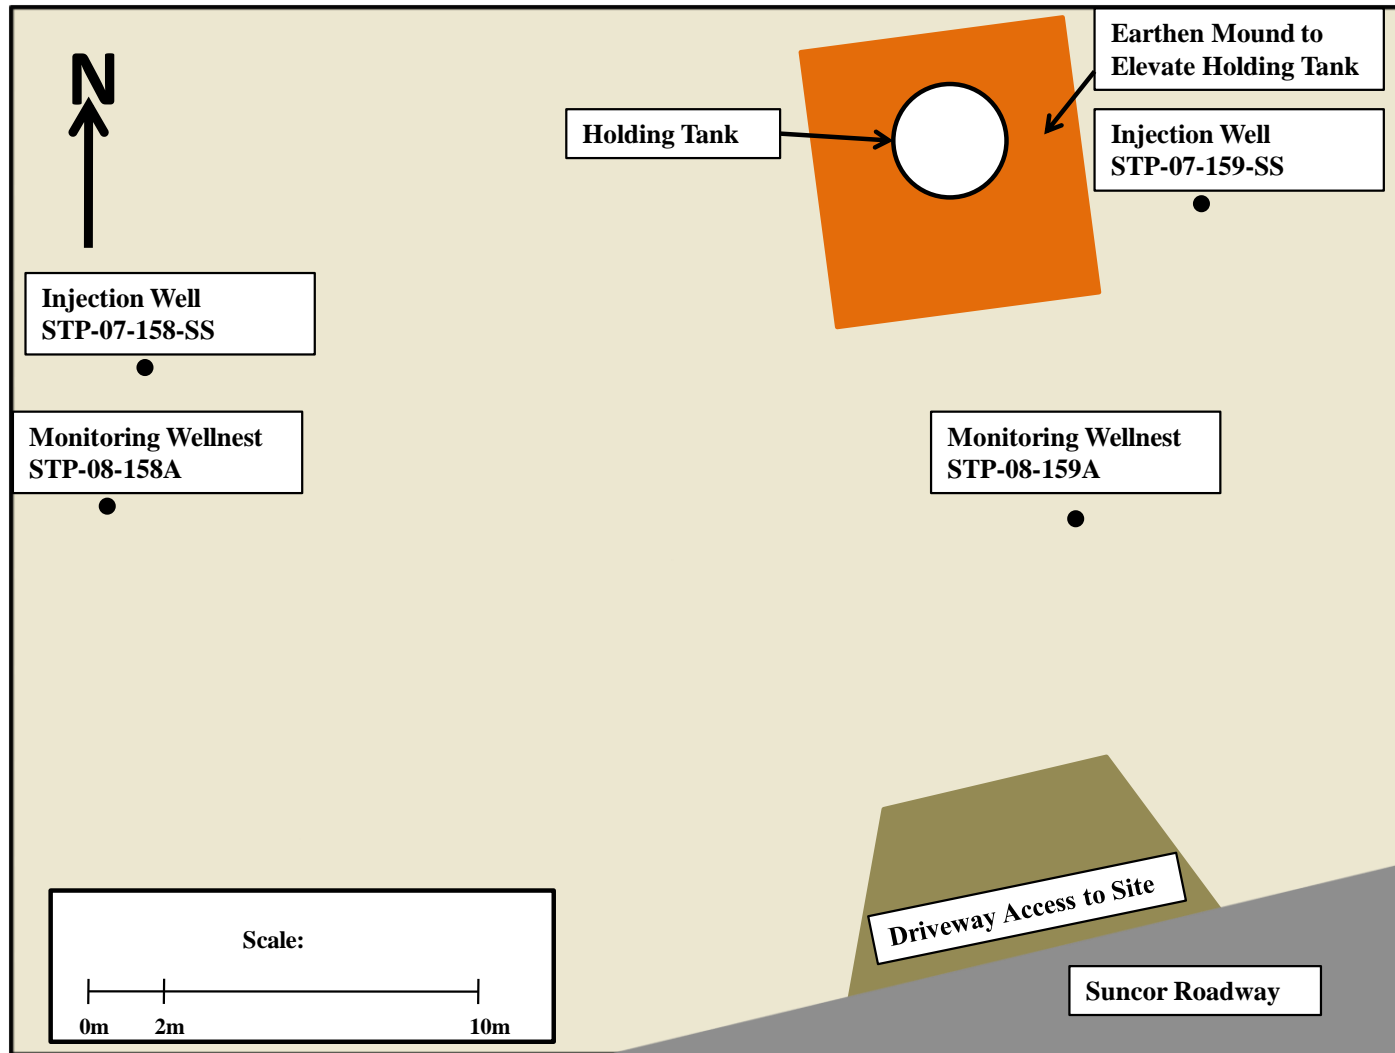 N
Earthen Mound to
Elevate Holding Tank
Holding Tank
Injection Well
STP-07-159-SS
Injection Well
STP-07-158-SS
Monitoring Wellnest
STP-08-158A
Monitoring Wellnest
STP-08-159A
Driveway Access to Site
Scale:
0m 2m 10m
Suncor Roadway